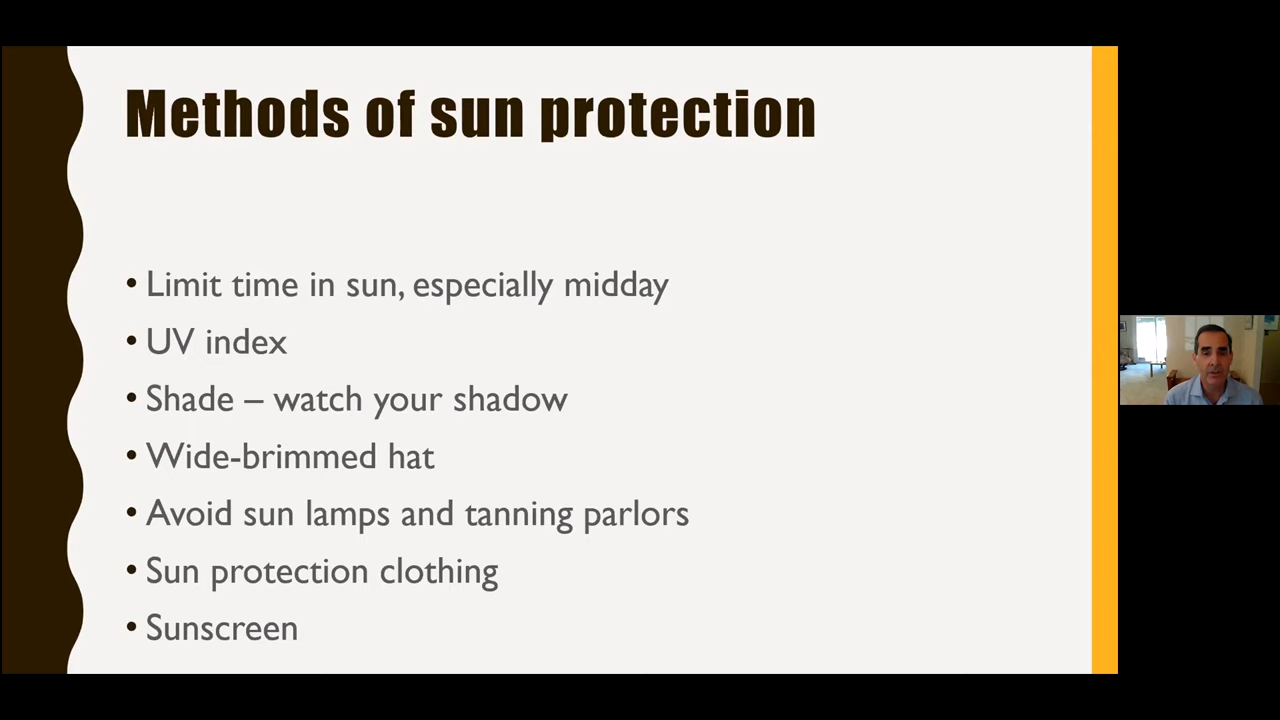 Methods of sun protection
• Limit time in sun, especially midday
• UV index
• Shade – watch your shadow
• Wide-brimmed hat
• Avoid sun lamps and tanning parlors
• Sun protection clothing
• Sunscreen